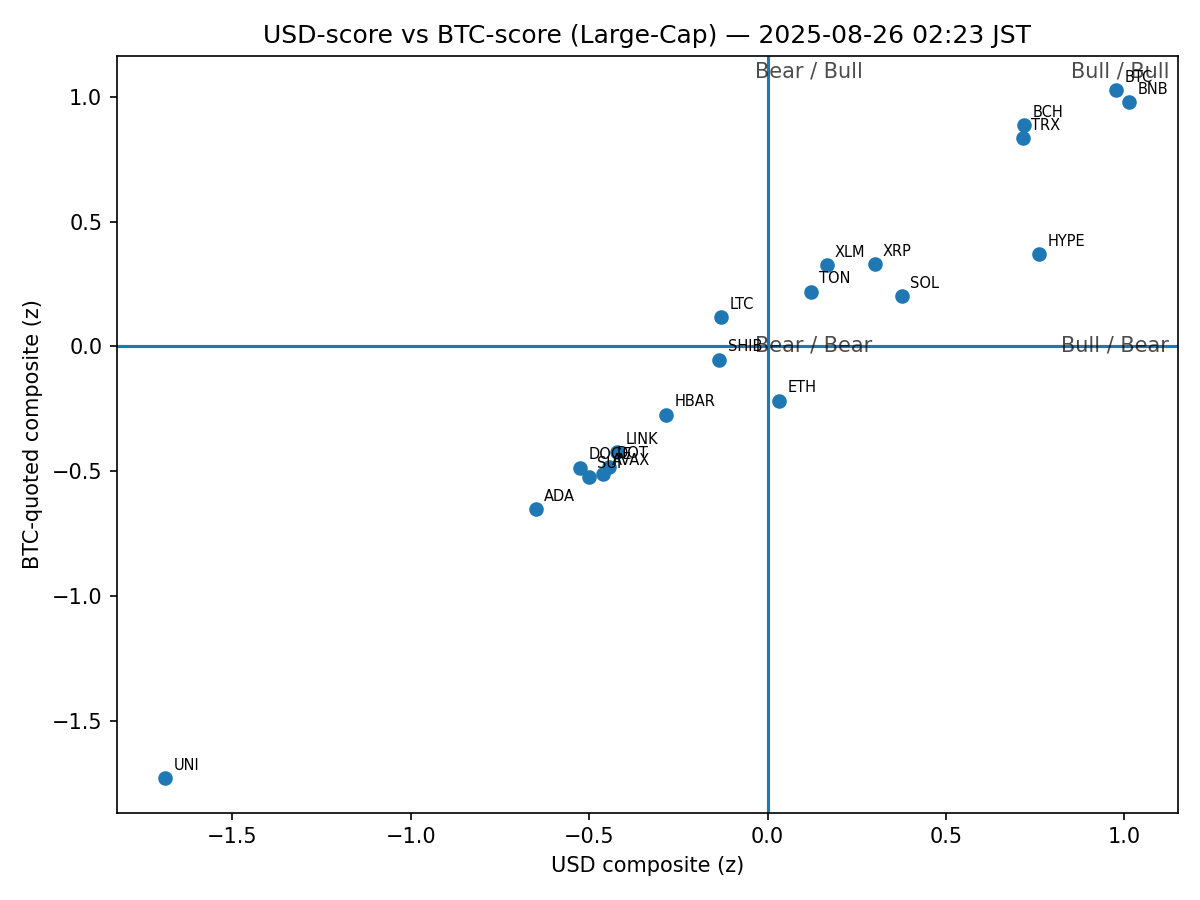 USD-score vs BTC-score (Large-Cap) — 2025-08-26 02:23 JST
Bear / Bull
Bull / Bull
BTC
BNB
BCH
TRX
HYPE
XLM
XRP
TON
SOL
LTC
SHIB
Bear / Bear
Bull / Bear
ETH
HBAR
LINK
DOGE
DOT
SUI
AVAX
ADA
UNI
1.0
0.5
0.0
−0.5
−1.0
−1.5
BTC-quoted composite (z)
−1.5
−1.0
−0.5
0.0
0.5
1.0
USD composite (z)